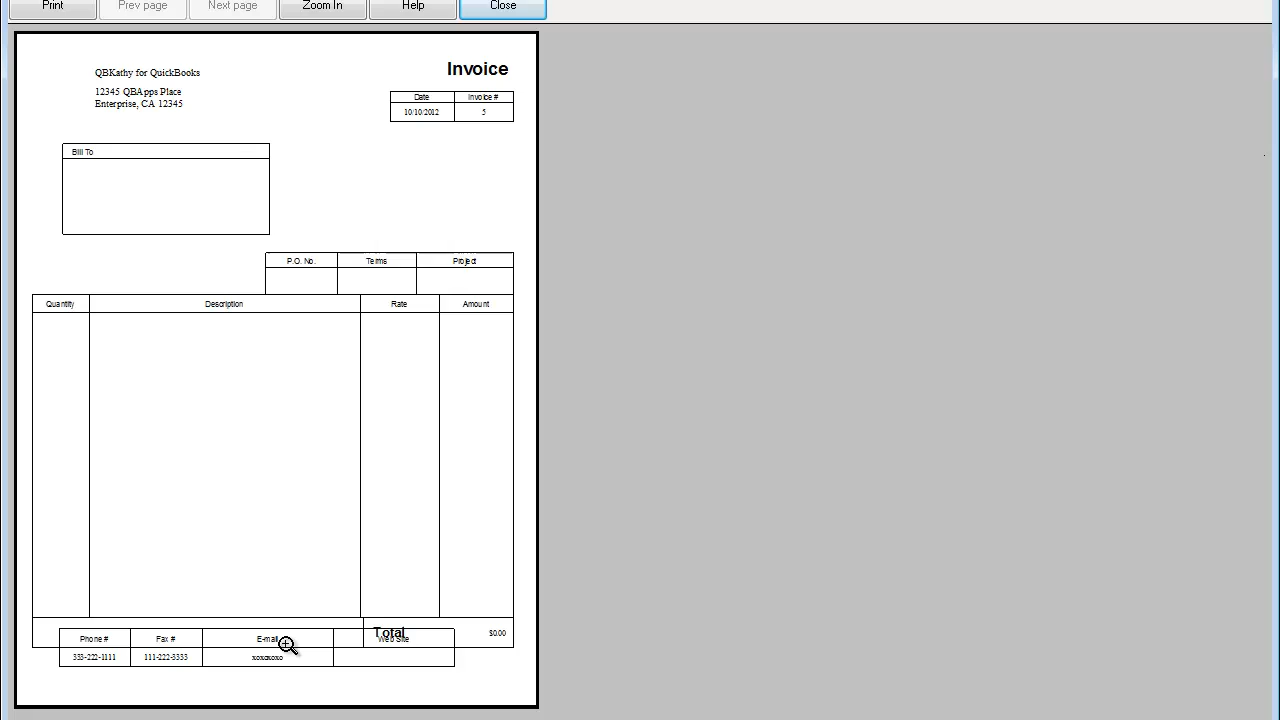 Print Prev page Next page Zoom In Help Close
QBKathy for QuickBooks
Invoice
12345 QBApps Place
Enterprise, CA 12345
Date Invoice #
10/10/2012 5
Bill To
P.O. No. Terms Project
Quantity Description Rate Amount
Total $0.00
Phone # Fax # E-mail Web Site
333-222-1111 111-222-3333 xoxoxoxo